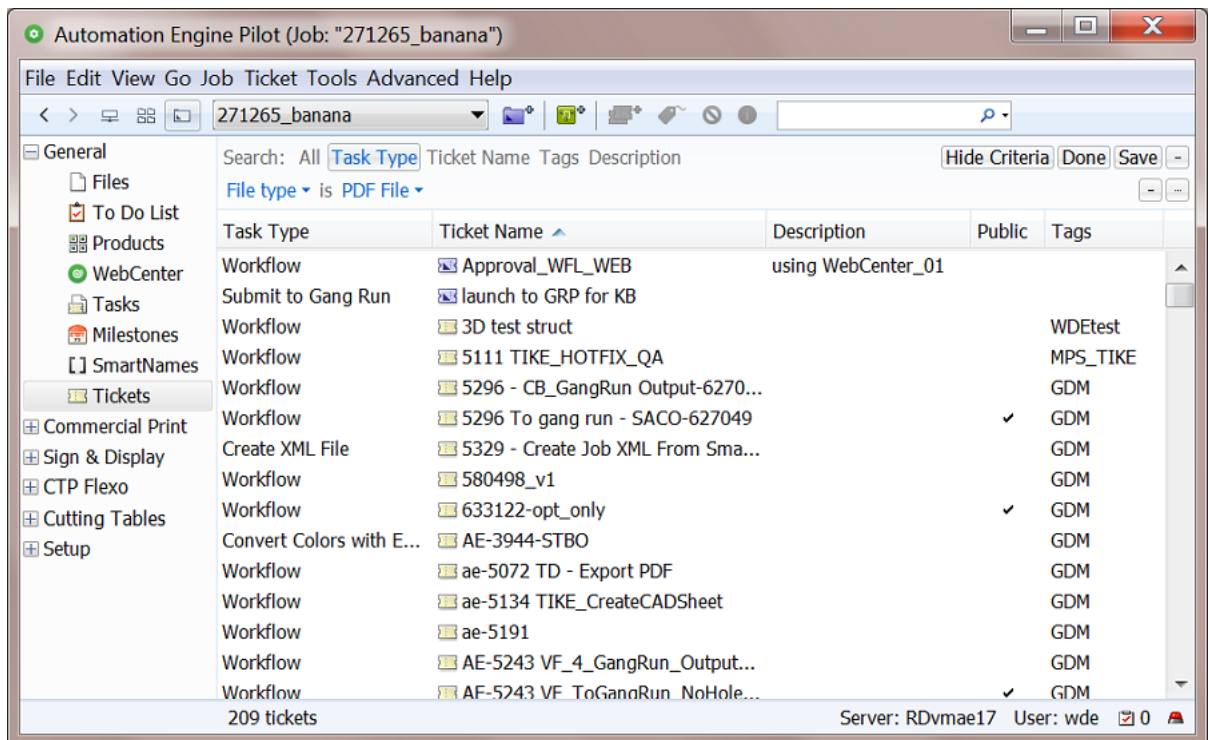 Automation Engine Pilot (Job: "271265_banana")
File Edit View Go Job Ticket Tools Advanced Help
271265_banana
General
Files
To Do List
Products
WebCenter
Tasks
Milestones
SmartNames
Tickets
Commercial Print
Sign & Display
CTP Flexo
Cutting Tables
Setup
Search: All Task Type Ticket Name Tags Description Hide Criteria Done Save -
File type is PDF File - ...
Task Type Ticket Name Description Public Tags
Workflow Approval_WFL_WEB using WebCenter_01
Submit to Gang Run launch to GRP for KB
Workflow 3D test struct WDEtest
Workflow 5111 TIKE_HOTFIX_QA MPS_TIKE
Workflow 5296 - CB_GangRun Output-6270... GDM
Workflow 5296 To gang run - SACO-627049 ✔ GDM
Create XML File 5329 - Create Job XML From Sma... GDM
Workflow 580498_v1 GDM
Workflow 633122-opt_only ✔ GDM
Convert Colors with E... AE-3944-STBO GDM
Workflow ae-5072 TD - Export PDF GDM
Workflow ae-5134 TIKE_CreateCADSheet GDM
Workflow ae-5191 GDM
Workflow AE-5243 VF_4_GangRun_Output... GDM
Workflow AE-5243 VF_ToGangRun_NoHole... ✔ GDM
209 tickets Server: RDvmae17 User: wde 0